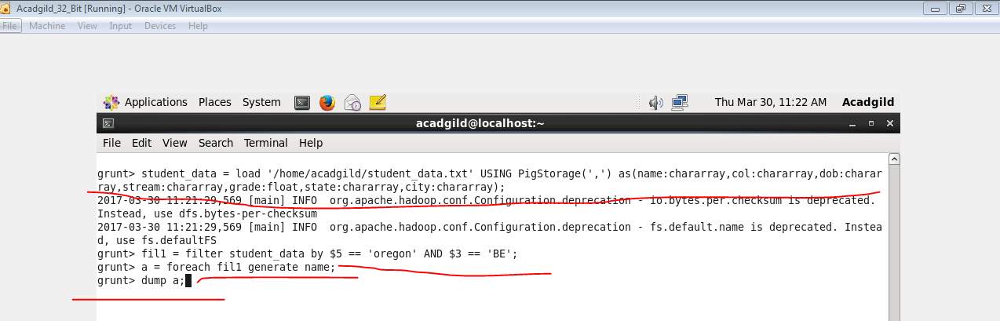 Acadgild_32_Bit [Running] - Oracle VM VirtualBox
File Machine View Input Devices Help
Applications Places System Thu Mar 30, 11:22 AM Acadgild
acadgild@localhost:~
File Edit View Search Terminal Help
grunt> student_data = load '/home/acadgild/student_data.txt' USING PigStorage(',') as(name:chararray,col:chararray,dob:charar
ray,stream:chararray,grade:float,state:chararray,city:chararray);
2017-03-30 11:21:29,569 [main] INFO  org.apache.hadoop.conf.Configuration.deprecation - io.bytes.per.checksum is deprecated.
Instead, use dfs.bytes-per-checksum
2017-03-30 11:21:29,569 [main] INFO  org.apache.hadoop.conf.Configuration.deprecation - fs.default.name is deprecated. Instea
d, use fs.defaultFS
grunt> fil1 = filter student_data by $5 == 'oregon' AND $3 == 'BE';
grunt> a = foreach fil1 generate name;
grunt> dump a;